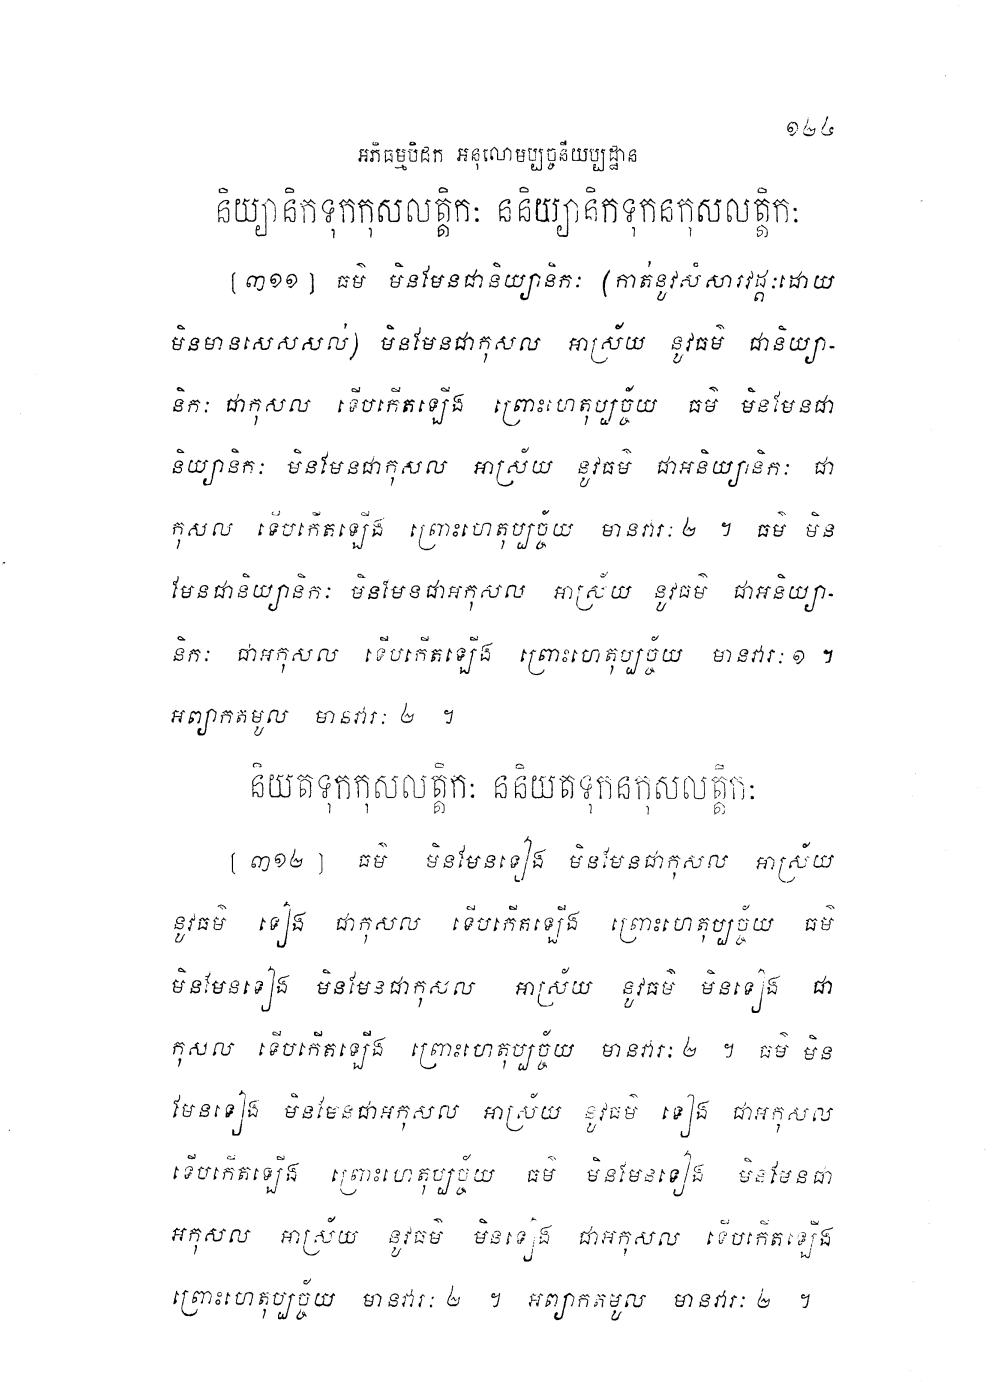 ១៤៤
អភិធម្មបិដក អនុលោមប្បច្ចនីយប្បដ្ឋាន
និយ្យានិកទុកកុសលត្តិកៈ ននិយ្យានិកទុកនកុសលត្តិកៈ
[៣១១] ធម៌ មិនមែនជានិយ្យានិកៈ (កាត់នូវសំសារវដ្តៈដោយ
មិនមានសេសសល់) មិនមែនជាកុសល អាស្រ័យ នូវធម៌ ជានិយ្យា-
និកៈ ជាកុសល ទើបកើតឡើង ព្រោះហេតុប្បច្ច័យ ធម៌ មិនមែនជា
និយ្យានិកៈ មិនមែនជាកុសល អាស្រ័យ នូវធម៌ ជាអនិយ្យានិកៈ ជា
កុសល ទើបកើតឡើង ព្រោះហេតុប្បច្ច័យ មានវារៈ ២ ។ ធម៌ មិន
មែនជានិយ្យានិកៈ មិនមែនជាអកុសល អាស្រ័យ នូវធម៌ ជាអនិយ្យា-
និកៈ ជាអកុសល ទើបកើតឡើង ព្រោះហេតុប្បច្ច័យ មានវារៈ ១ ។
អព្យាកតមូល មានវារៈ ២ ។
និយតទុកកុសលត្តិកៈ ននិយតទុកនកុសលត្តិកៈ
[៣១២] ធម៌ មិនមែនទៀង មិនមែនជាកុសល អាស្រ័យ
នូវធម៌ ទៀង ជាកុសល ទើបកើតឡើង ព្រោះហេតុប្បច្ច័យ ធម៌
មិនមែនទៀង មិនមែនជាកុសល អាស្រ័យ នូវធម៌ មិនទៀង ជា
កុសល ទើបកើតឡើង ព្រោះហេតុប្បច្ច័យ មានវារៈ ២ ។ ធម៌ មិន
មែនទៀង មិនមែនជាអកុសល អាស្រ័យ នូវធម៌ ទៀង ជាអកុសល
ទើបកើតឡើង ព្រោះហេតុប្បច្ច័យ ធម៌ មិនមែនទៀង មិនមែនជា
អកុសល អាស្រ័យ នូវធម៌ មិនទៀង ជាអកុសល ទើបកើតឡើង
ព្រោះហេតុប្បច្ច័យ មានវារៈ ២ ។ អព្យាកតមូល មានវារៈ ២ ។